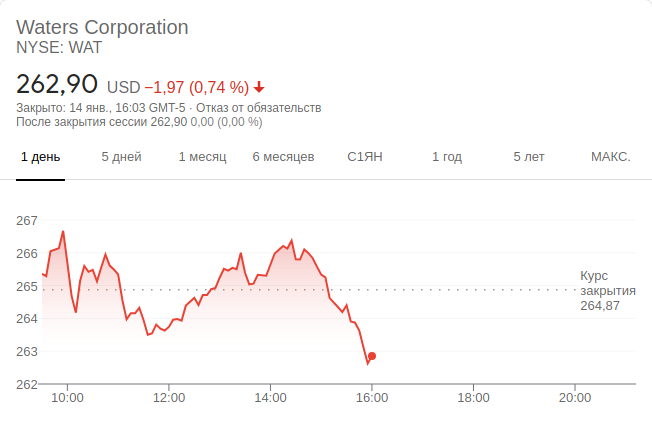 Waters Corporation
NYSE: WAT
262,90 USD −1,97 (0,74 %)
Закрыто: 14 янв., 16:03 GMT-5 · Отказ от обязательств
После закрытия сессии 262,90 0,00 (0,00 %)
1 день 5 дней 1 месяц 6 месяцев С1ЯН 1 год 5 лет МАКС.
267
266
265
264
263
262
Курс
закрытия
264,87
10:00 12:00 14:00 16:00 18:00 20:00